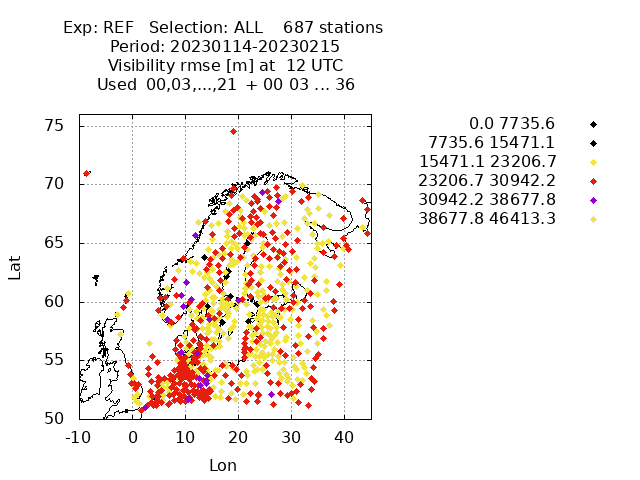 Exp: REF Selection: ALL 687 stations
Period: 20230114-20230215
Visibility rmse [m] at 12 UTC
Used 00,03,...,21 + 00 03 ... 36
0.0 7735.6
7735.6 15471.1
15471.1 23206.7
23206.7 30942.2
30942.2 38677.8
38677.8 46413.3
75
70
65
60
55
50
Lat
-10 0 10 20 30 40
Lon